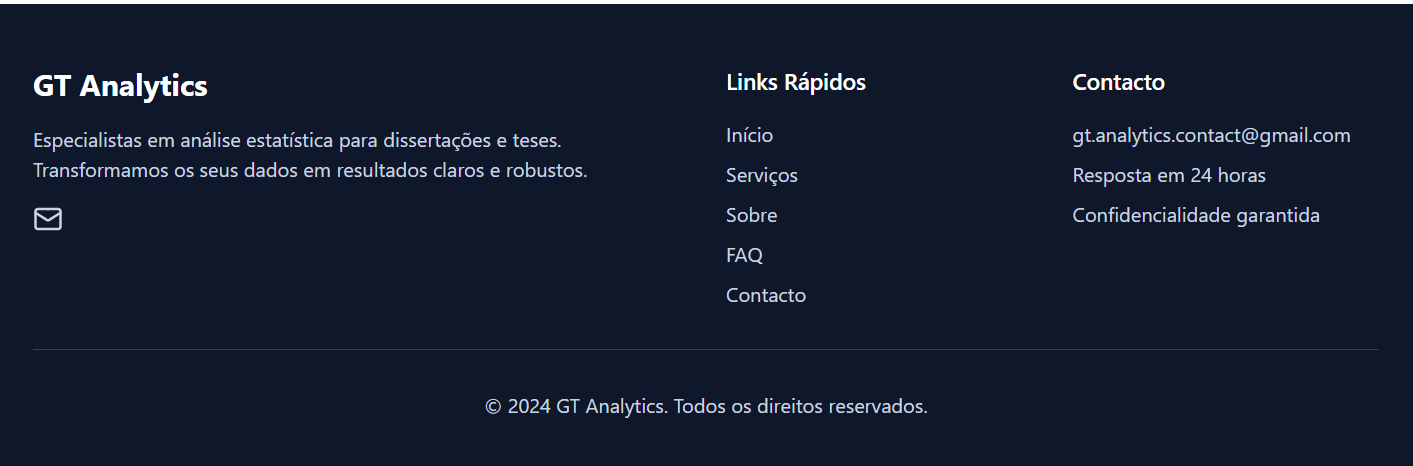 GT Analytics
Especialistas em análise estatística para dissertações e teses.
Transformamos os seus dados em resultados claros e robustos.
Links Rápidos
Início
Serviços
Sobre
FAQ
Contacto
Contacto
gt.analytics.contact@gmail.com
Resposta em 24 horas
Confidencialidade garantida
© 2024 GT Analytics. Todos os direitos reservados.